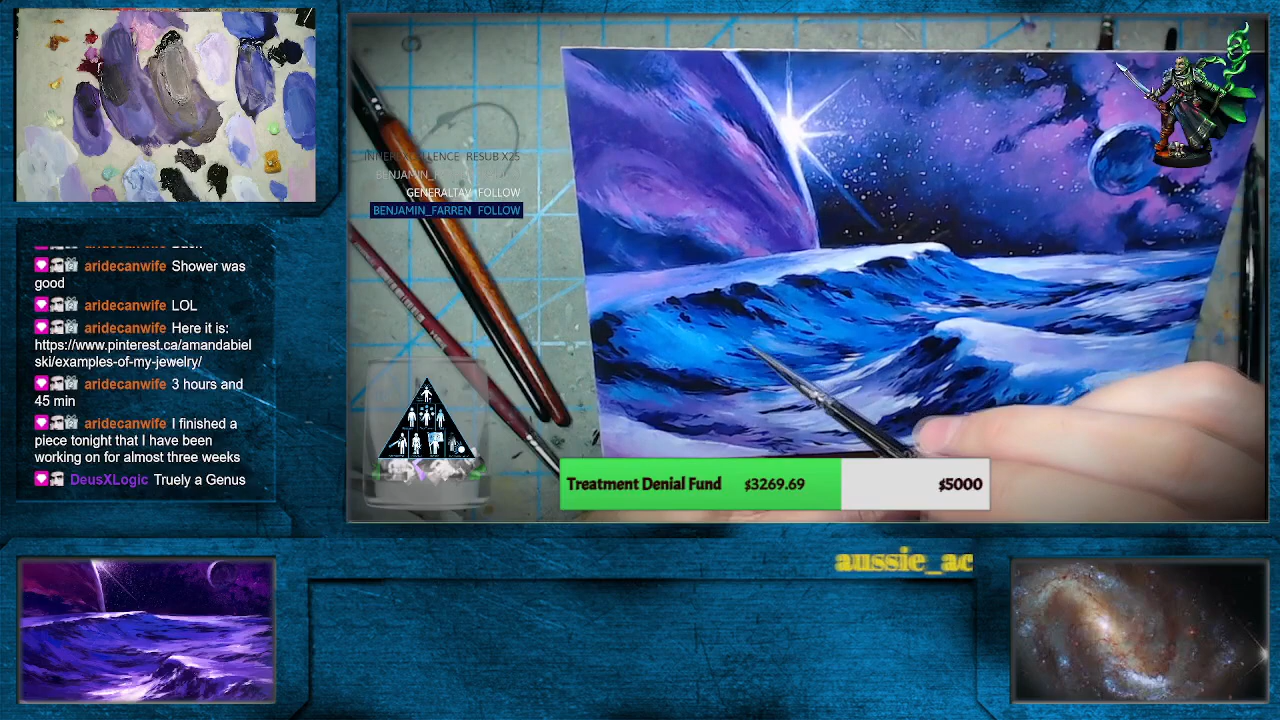 aridecanwife Shower was
good
aridecanwife LOL
aridecanwife Here it is:
https://www.pinterest.ca/amandabiel
ski/examples-of-my-jewelry/
aridecanwife 3 hours and
45 min
aridecanwife I finished a
piece tonight that I have been
working on for almost three weeks
DeusXLogic Truely a Genus
RESUB X25
GENERALTAV FOLLOW
BENJAMIN_FARREN FOLLOW
Treatment Denial Fund $3269.69 $5000
aussie_ac